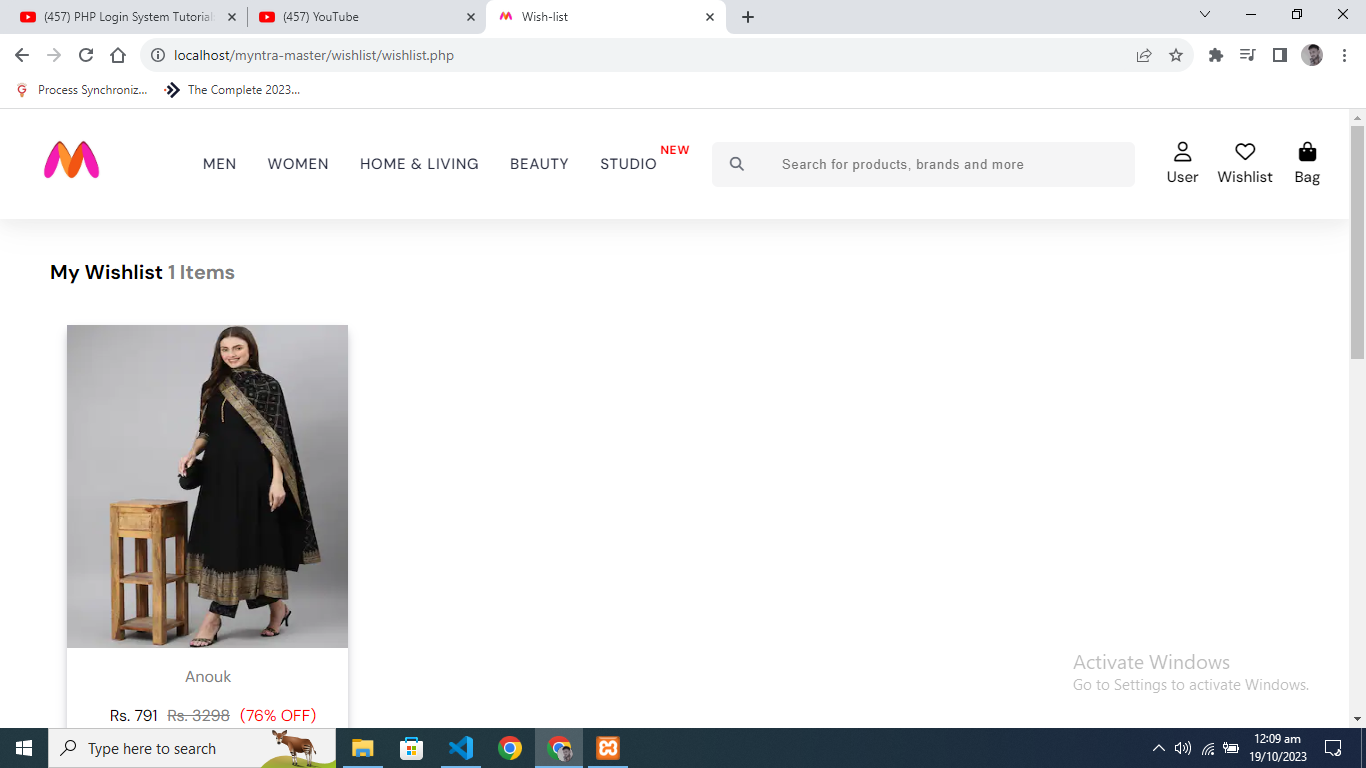 (457) PHP Login System Tutorial
(457) YouTube
Wish-list
localhost/myntra-master/wishlist/wishlist.php
Process Synchroniz...
The Complete 2023...
MEN
WOMEN
HOME & LIVING
BEAUTY
STUDIO
NEW
Search for products, brands and more
User
Wishlist
Bag
My Wishlist 1 Items
Anouk
Rs. 791 Rs. 3298 (76% OFF)
Activate Windows
Go to Settings to activate Windows.
Type here to search
12:09 am
19/10/2023